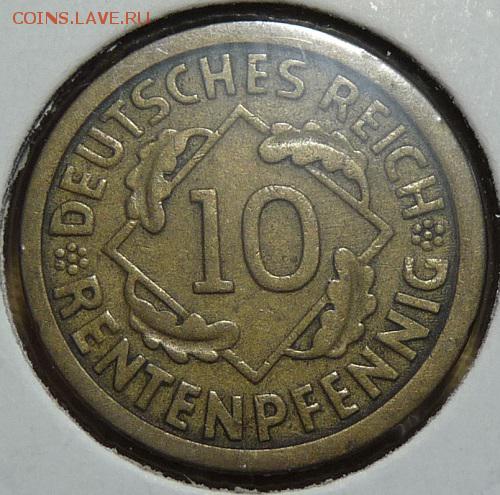 COINS.LAVE.RU
DEUTSCHES REICH
10
RENTENPFENNIG